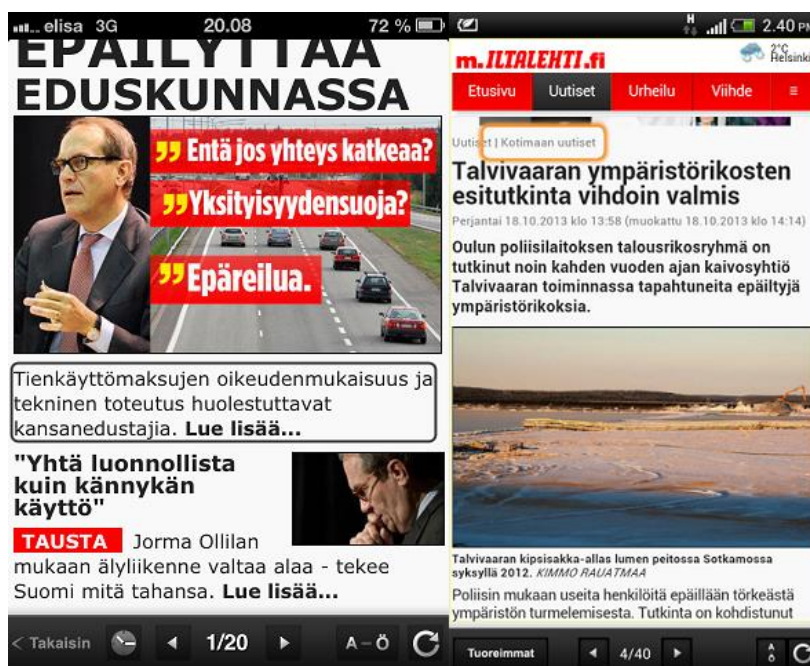 elisa 3G 20.08 72 %
EPÄILYTTÄÄ
EDUSKUNNASSA
Entä jos yhteys katkeaa?
Yksityisyydensuoja?
Epäreilua.
Tienkäyttömaksujen oikeudenmukaisuus ja
tekninen toteutus huolestuttavat
kansanedustajia. Lue lisää...
"Yhtä luonnollista
kuin kännykän
käyttö"
TAUSTA Jorma Ollilan
mukaan älyliikenne valtaa alaa - tekee
Suomi mitä tahansa. Lue lisää...
< Takaisin 1/20 A-Ö
H 2.40 PM
m.ILTALEHTI.fi 2°C
Helsinki
Etusivu Uutiset Urheilu Viihde ≡
Uutiset | Kotimaan uutiset
Talvivaaran ympäristörikosten
esitutkinta vihdoin valmis
Perjantai 18.10.2013 klo 13:58 (muokattu 18.10.2013 klo 14:14)
Oulun poliisilaitoksen talousrikosryhmä on
tutkinut noin kahden vuoden ajan kaivosyhtiö
Talvivaaran toiminnassa tapahtuneita epäiltyjä
ympäristörikoksia.
Talvivaaran kipsisakka-allas lumen peitossa Sotkamossa
syksyllä 2012. KIMMO RAUATMAA
Poliisin mukaan useita henkilöitä epäillään törkeästä
ympäristön turmelemisesta. Tutkinta on kohdistunut
Tuoreimmat 4/40 A Ö